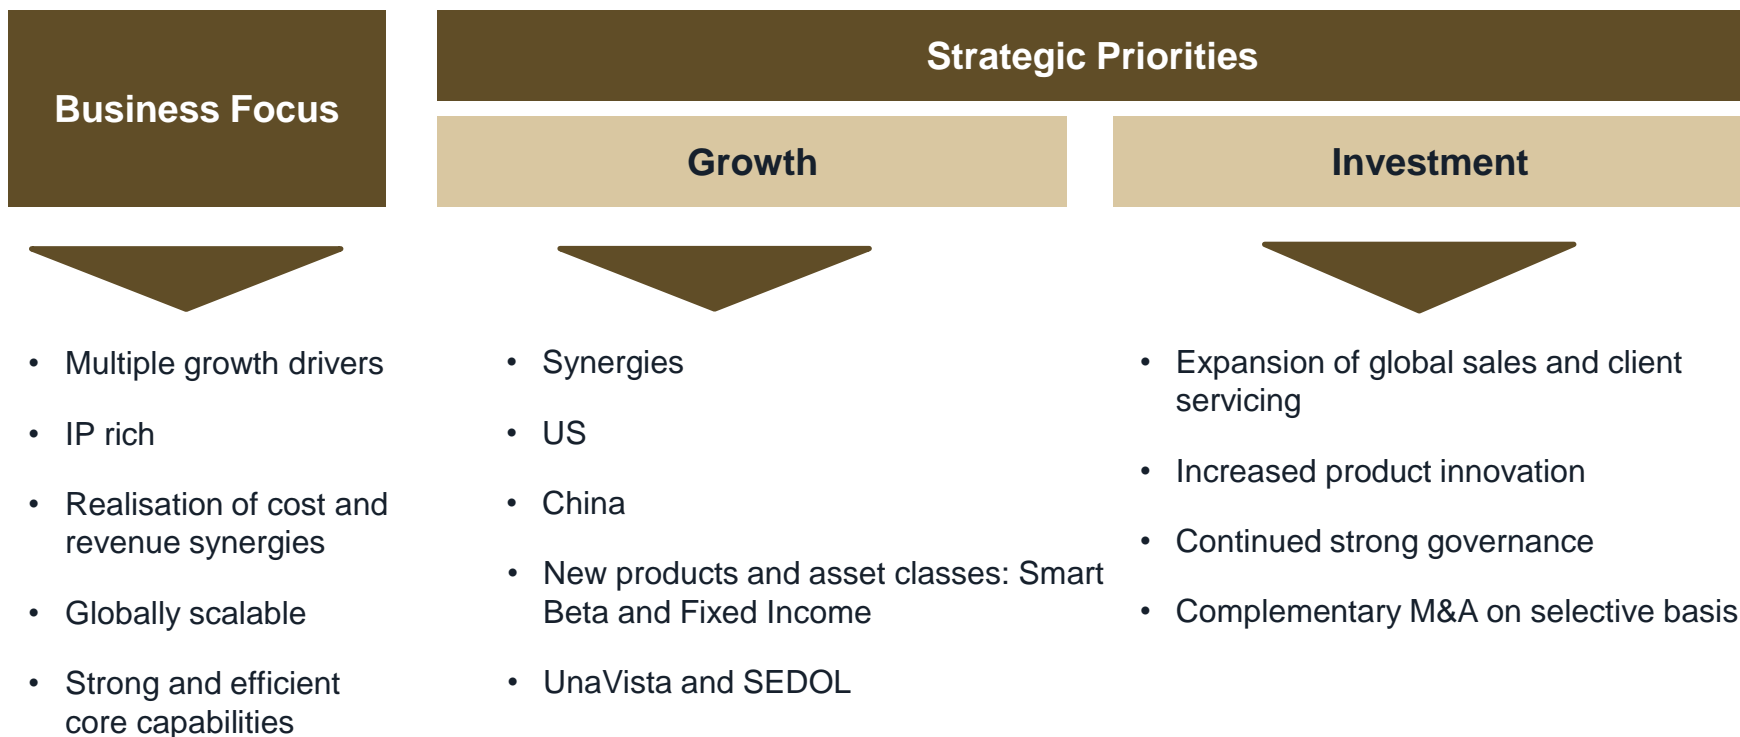 Business Focus
Strategic Priorities
Growth
Investment
• Multiple growth drivers
• IP rich
• Realisation of cost and
revenue synergies
• Globally scalable
• Strong and efficient
core capabilities
• Synergies
• US
• China
• New products and asset classes: Smart
Beta and Fixed Income
• UnaVista and SEDOL
• Expansion of global sales and client
servicing
• Increased product innovation
• Continued strong governance
• Complementary M&A on selective basis